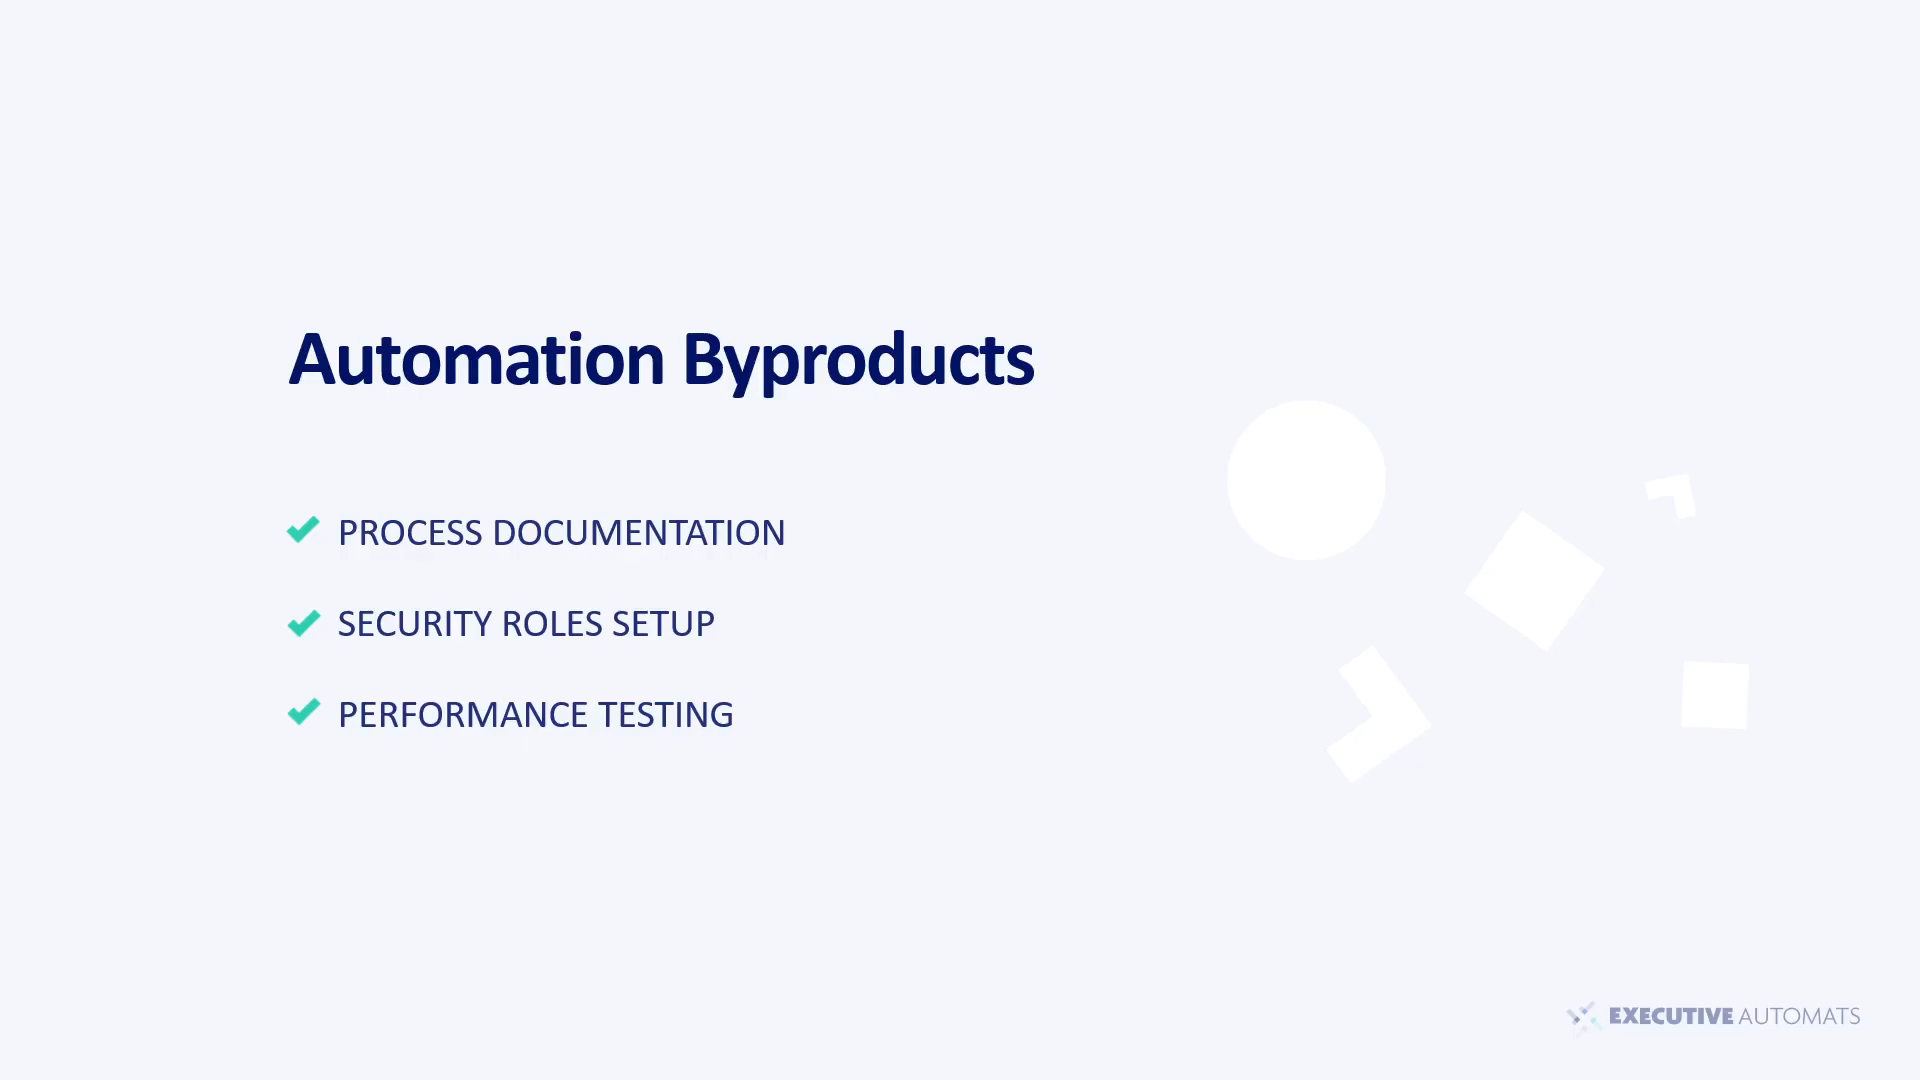 Automation Byproducts
PROCESS DOCUMENTATION
SECURITY ROLES SETUP
PERFORMANCE TESTING
EXECUTIVE AUTOMATS